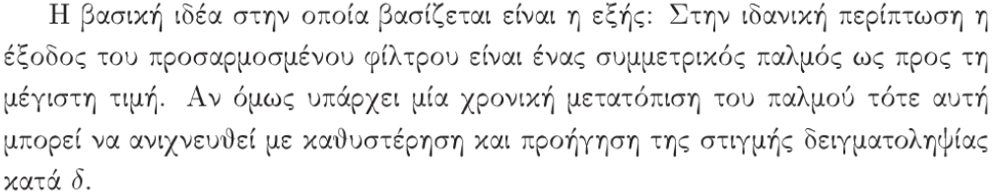 Η βασική ιδέα στην οποία βασίζεται είναι η εξής: Στην ιδανική περίπτωση η
έξοδος του προσαρμοσμένου φίλτρου είναι ένας συμμετρικός παλμός ως προς τη
μέγιστη τιμή. Αν όμως υπάρχει μία χρονική μετατόπιση του παλμού τότε αυτή
μπορεί να ανιχνευθεί με καθυστέρηση και προήγηση της στιγμής δειγματοληψίας
κατά δ.